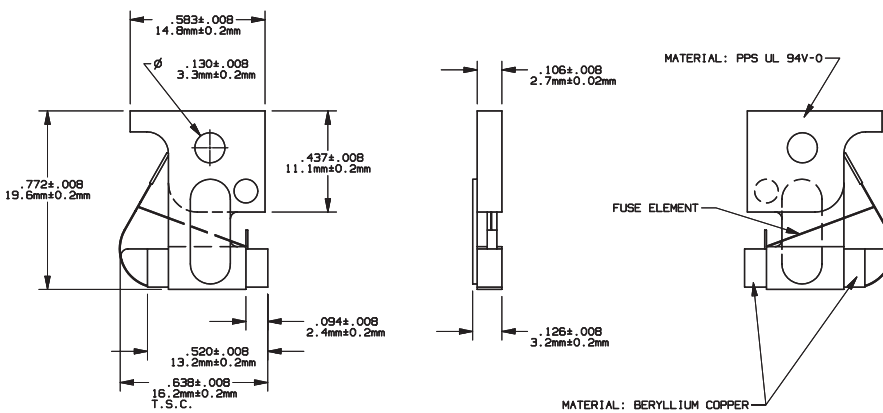 .583±.008
14.8mm±0.2mm
Ø .130±.008
3.3mm±0.2mm
.106±.008
2.7mm±0.02mm
MATERIAL: PPS UL 94V-0
.772±.008
19.6mm±0.2mm
.437±.008
11.1mm±0.2mm
FUSE ELEMENT
.094±.008
2.4mm±0.2mm
.126±.008
3.2mm±0.2mm
.520±.008
13.2mm±0.2mm
.638±.008
16.2mm±0.2mm
T.S.C.
MATERIAL: BERYLLIUM COPPER